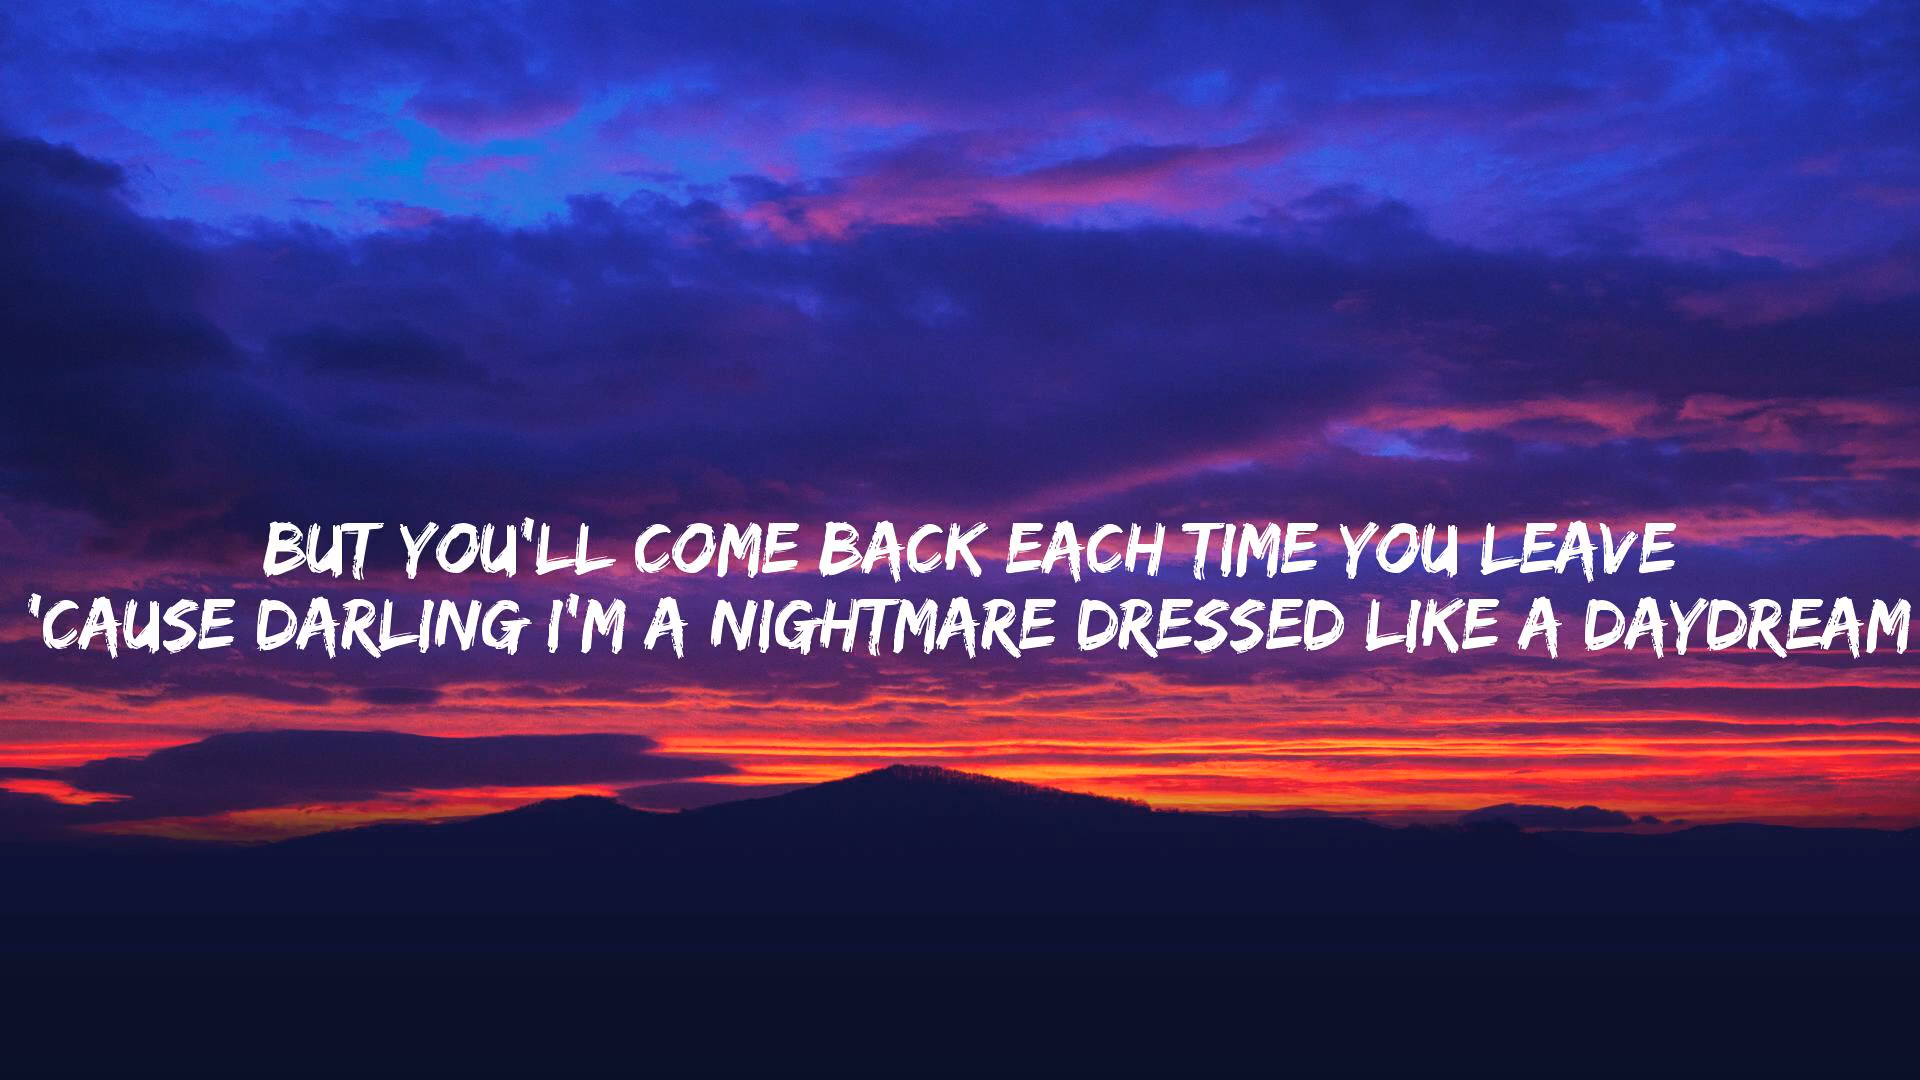 BUT YOU'LL COME BACK EACH TIME YOU LEAVE
'CAUSE DARLING I'M A NIGHTMARE DRESSED LIKE A DAYDREAM